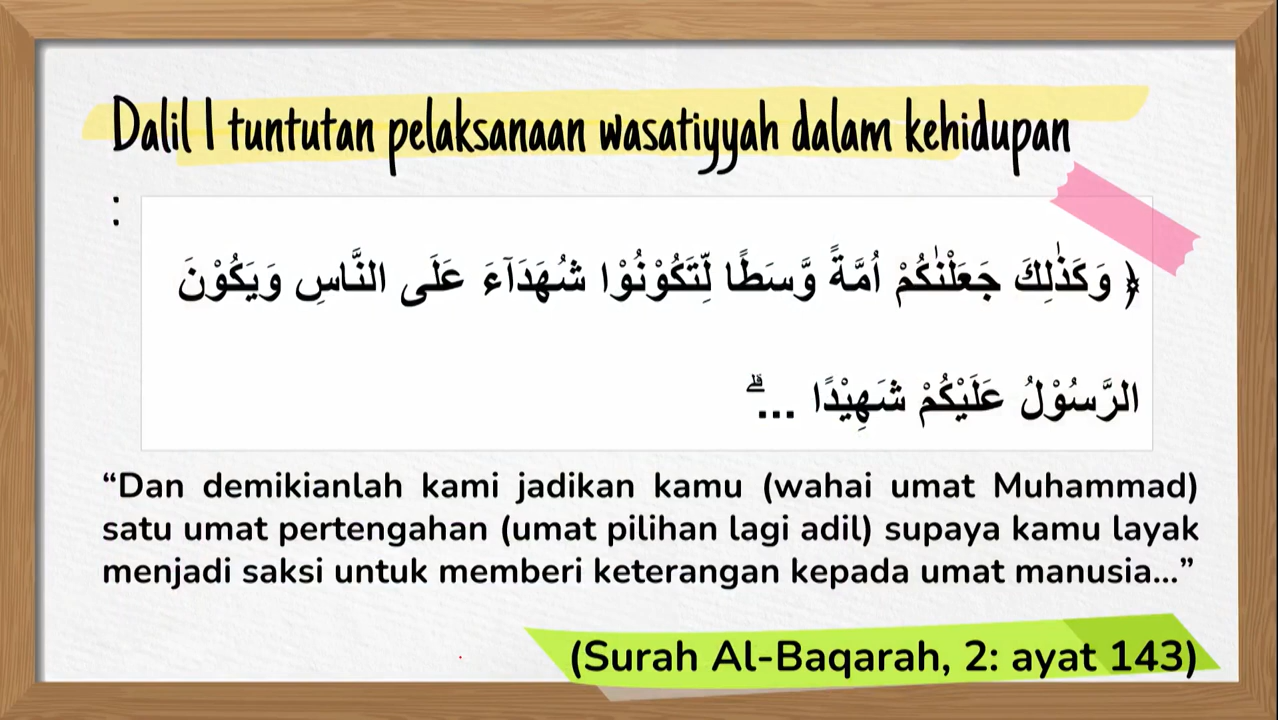 Dalil 1 tuntutan pelaksanaan wasatiyyah dalam kehidupan
:
﴿ وَكَذٰلِكَ جَعَلْنٰكُمْ اُمَّةً وَّسَطًا لِّتَكُوْنُوْا شُهَدَآءَ عَلَى النَّاسِ وَيَكُوْنَ
الرَّسُوْلُ عَلَيْكُمْ شَهِيْدًا ... ۗ
“Dan demikianlah kami jadikan kamu (wahai umat Muhammad)
satu umat pertengahan (umat pilihan lagi adil) supaya kamu layak
menjadi saksi untuk memberi keterangan kepada umat manusia...”
(Surah Al-Baqarah, 2: ayat 143)